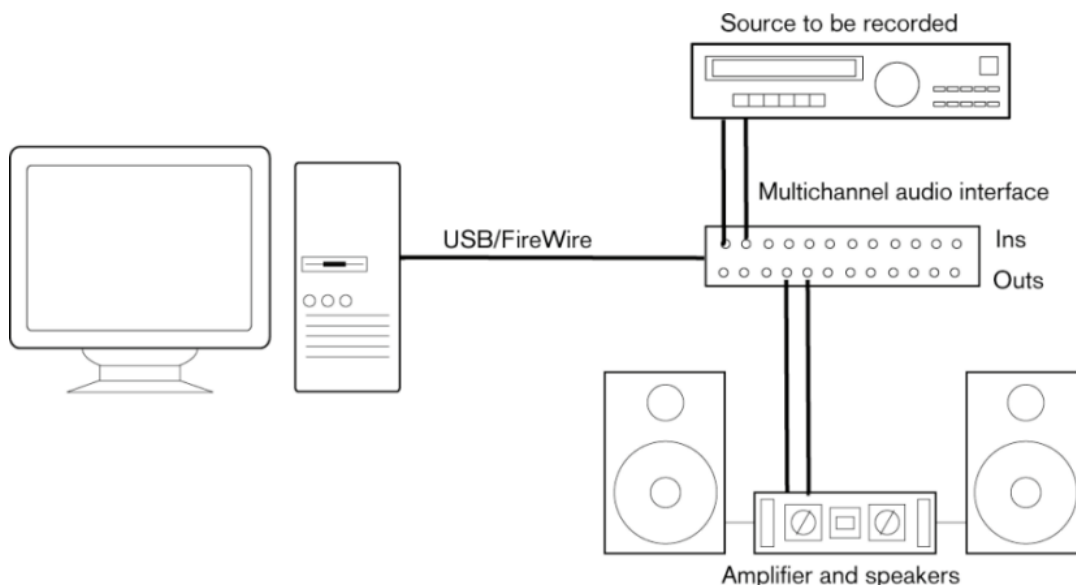 Source to be recorded
Multichannel audio interface
USB/FireWire
Ins
Outs
Amplifier and speakers